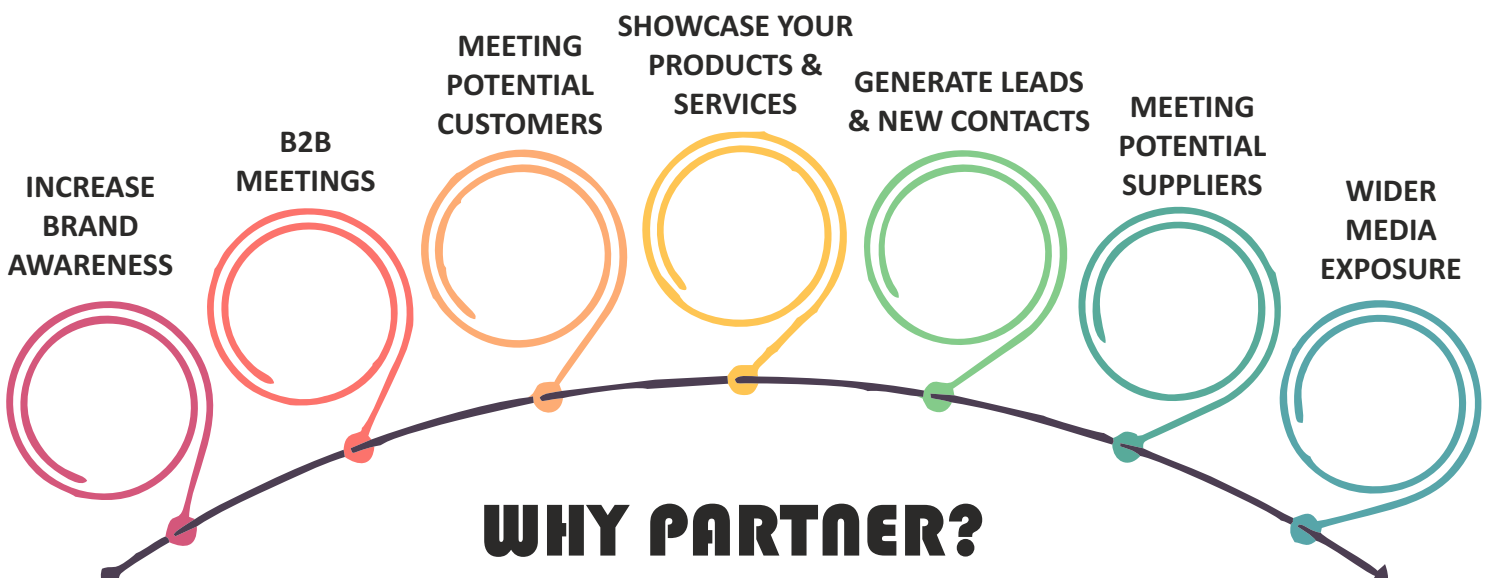 INCREASE
BRAND
AWARENESS
B2B
MEETINGS
MEETING
POTENTIAL
CUSTOMERS
SHOWCASE YOUR
PRODUCTS &
SERVICES
GENERATE LEADS
& NEW CONTACTS
MEETING
POTENTIAL
SUPPLIERS
WIDER
MEDIA
EXPOSURE
WHY PARTNER?